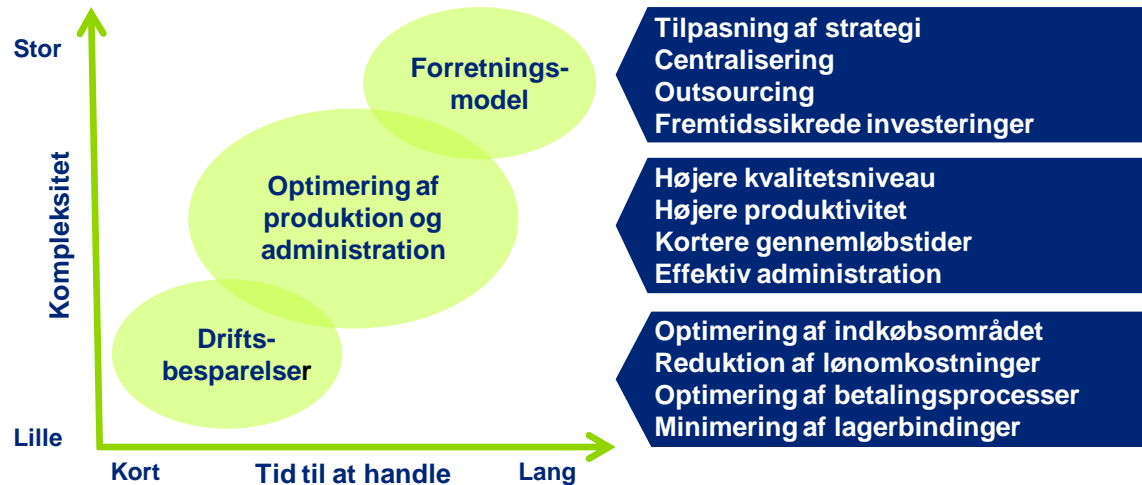 Stor
Kompleksitet
Lille
Kort
Tid til at handle
Lang
Forretnings-
model
Optimering af
produktion og
administration
Drifts-
besparelser
Tilpasning af strategi
Centralisering
Outsourcing
Fremtidssikrede investeringer
Højere kvalitetsniveau
Højere produktivitet
Kortere gennemløbstider
Effektiv administration
Optimering af indkøbsområdet
Reduktion af lønomkostninger
Optimering af betalingsprocesser
Minimering af lagerbindinger